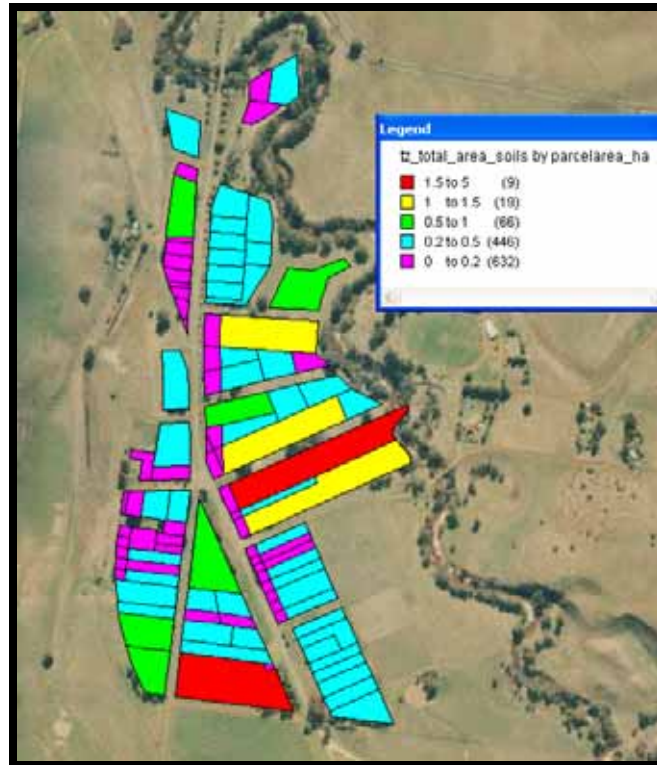 Legend
tz_total_area_soils by parcelarea_ha
1.5 to 5 (9)
1 to 1.5 (19)
0.5 to 1 (66)
0.2 to 0.5 (446)
0 to 0.2 (632)